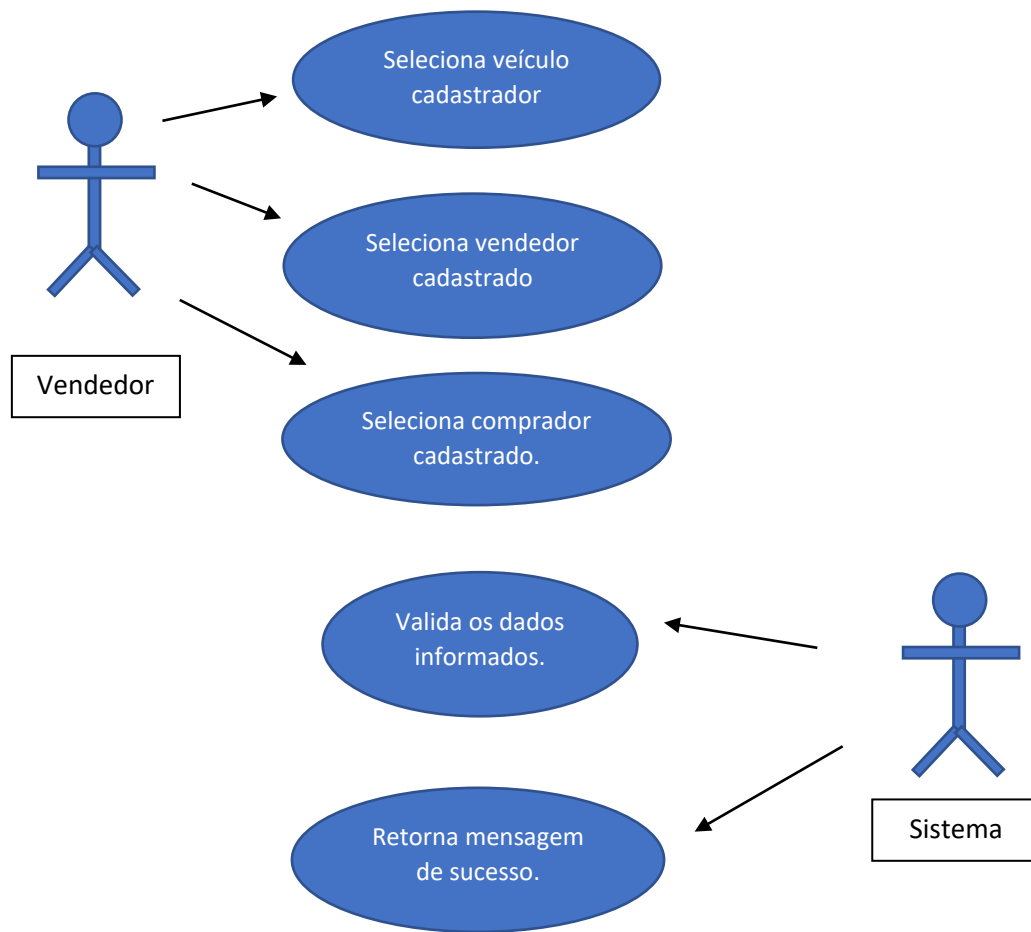 Seleciona veículo
cadastrador
Seleciona vendedor
cadastrado
Vendedor
Seleciona comprador
cadastrado.
Valida os dados
informados.
Sistema
Retorna mensagem
de sucesso.